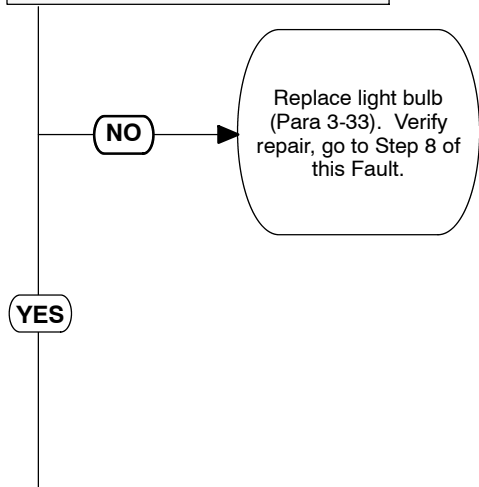 NO
Replace light bulb
(Para 3-33). Verify
repair, go to Step 8 of
this Fault.
YES